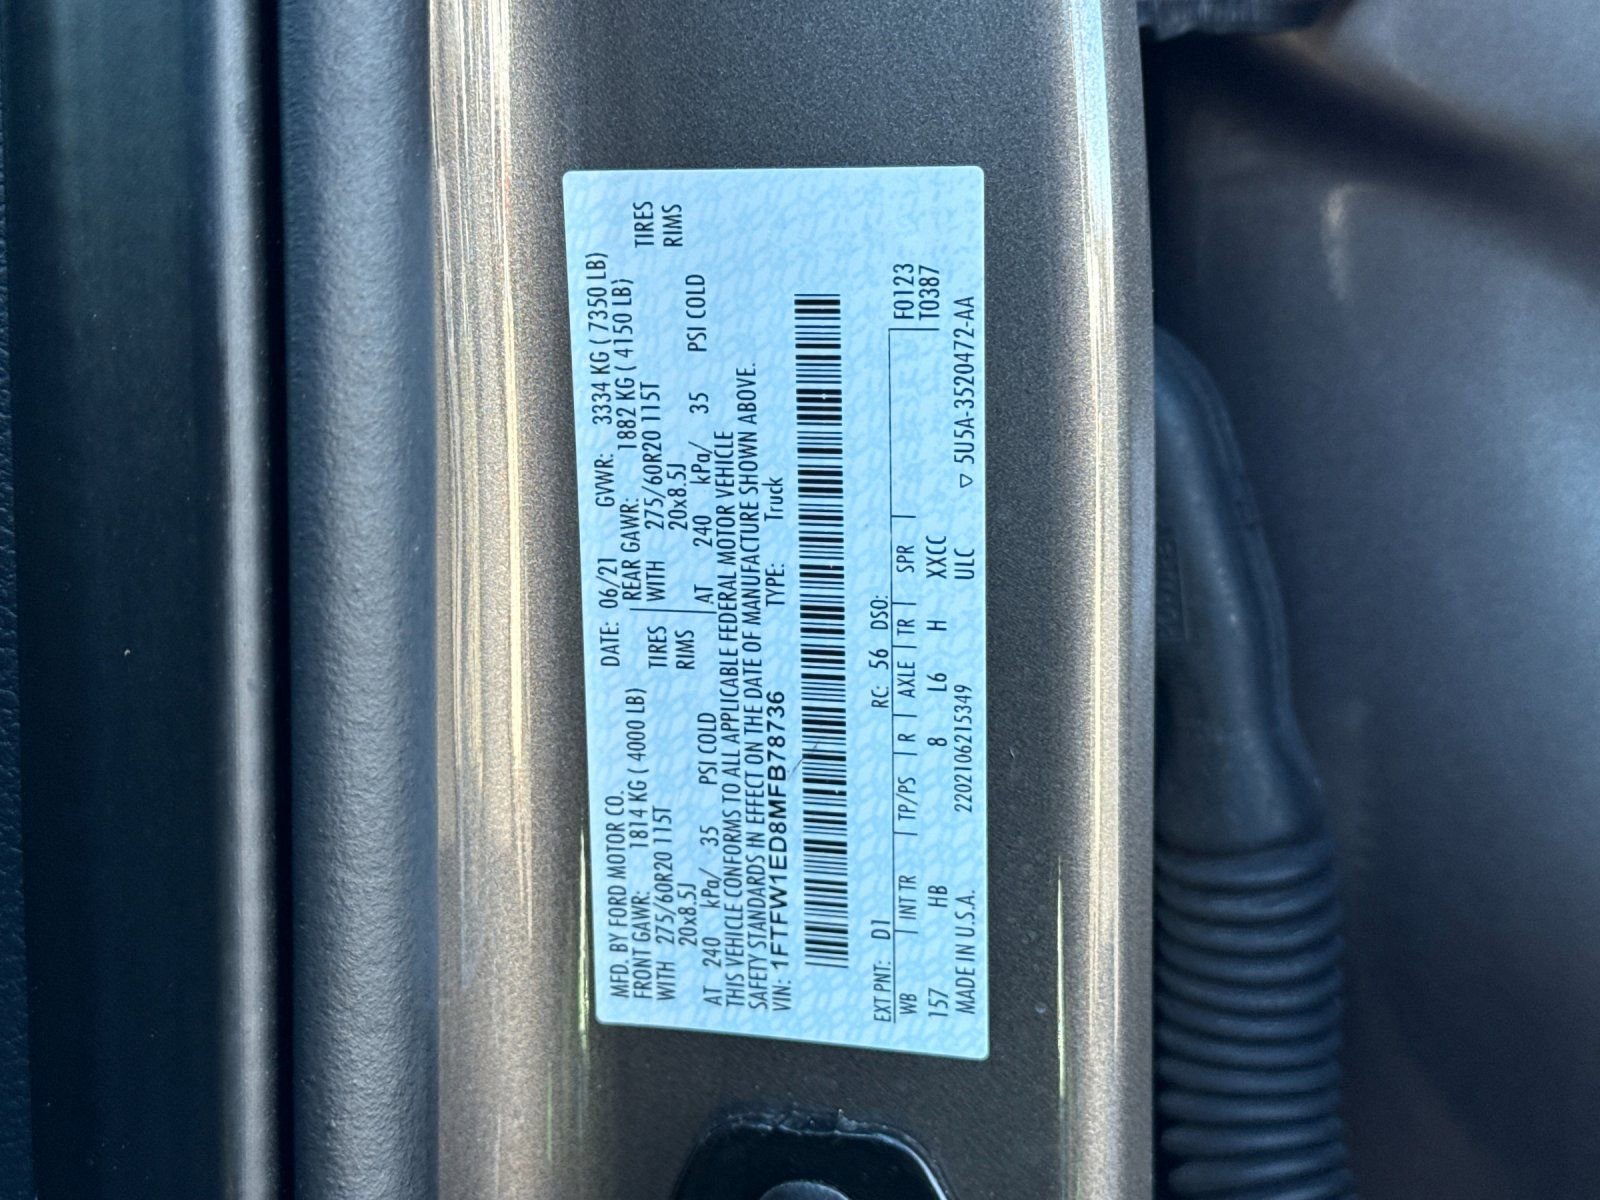 MFD. BY FORD MOTOR CO. DATE: 06/21 GVWR: 3334 KG ( 7350 LB)
FRONT GAWR: 1814 KG ( 4000 LB) REAR GAWR: 1882 KG ( 4150 LB)
WITH 275/60R20 115T TIRES WITH 275/60R20 115T TIRES
20x8.5J RIMS 20x8.5J RIMS
AT 240 kPa/ 35 PSI COLD AT 240 kPa/ 35 PSI COLD
THIS VEHICLE CONFORMS TO ALL APPLICABLE FEDERAL MOTOR VEHICLE
SAFETY STANDARDS IN EFFECT ON THE DATE OF MANUFACTURE SHOWN ABOVE.
VIN: 1FTFW1ED8MFB78736 TYPE: Truck
EXT PNT: D1 RC: 56 DSO: F0123
WB INT TR TP/PS R AXLE TR SPR T0387
157 HB 8 L6 H XXCC
MADE IN U.S.A. 220210621534​9 ULC ▽ 5U5A-3520472-AA